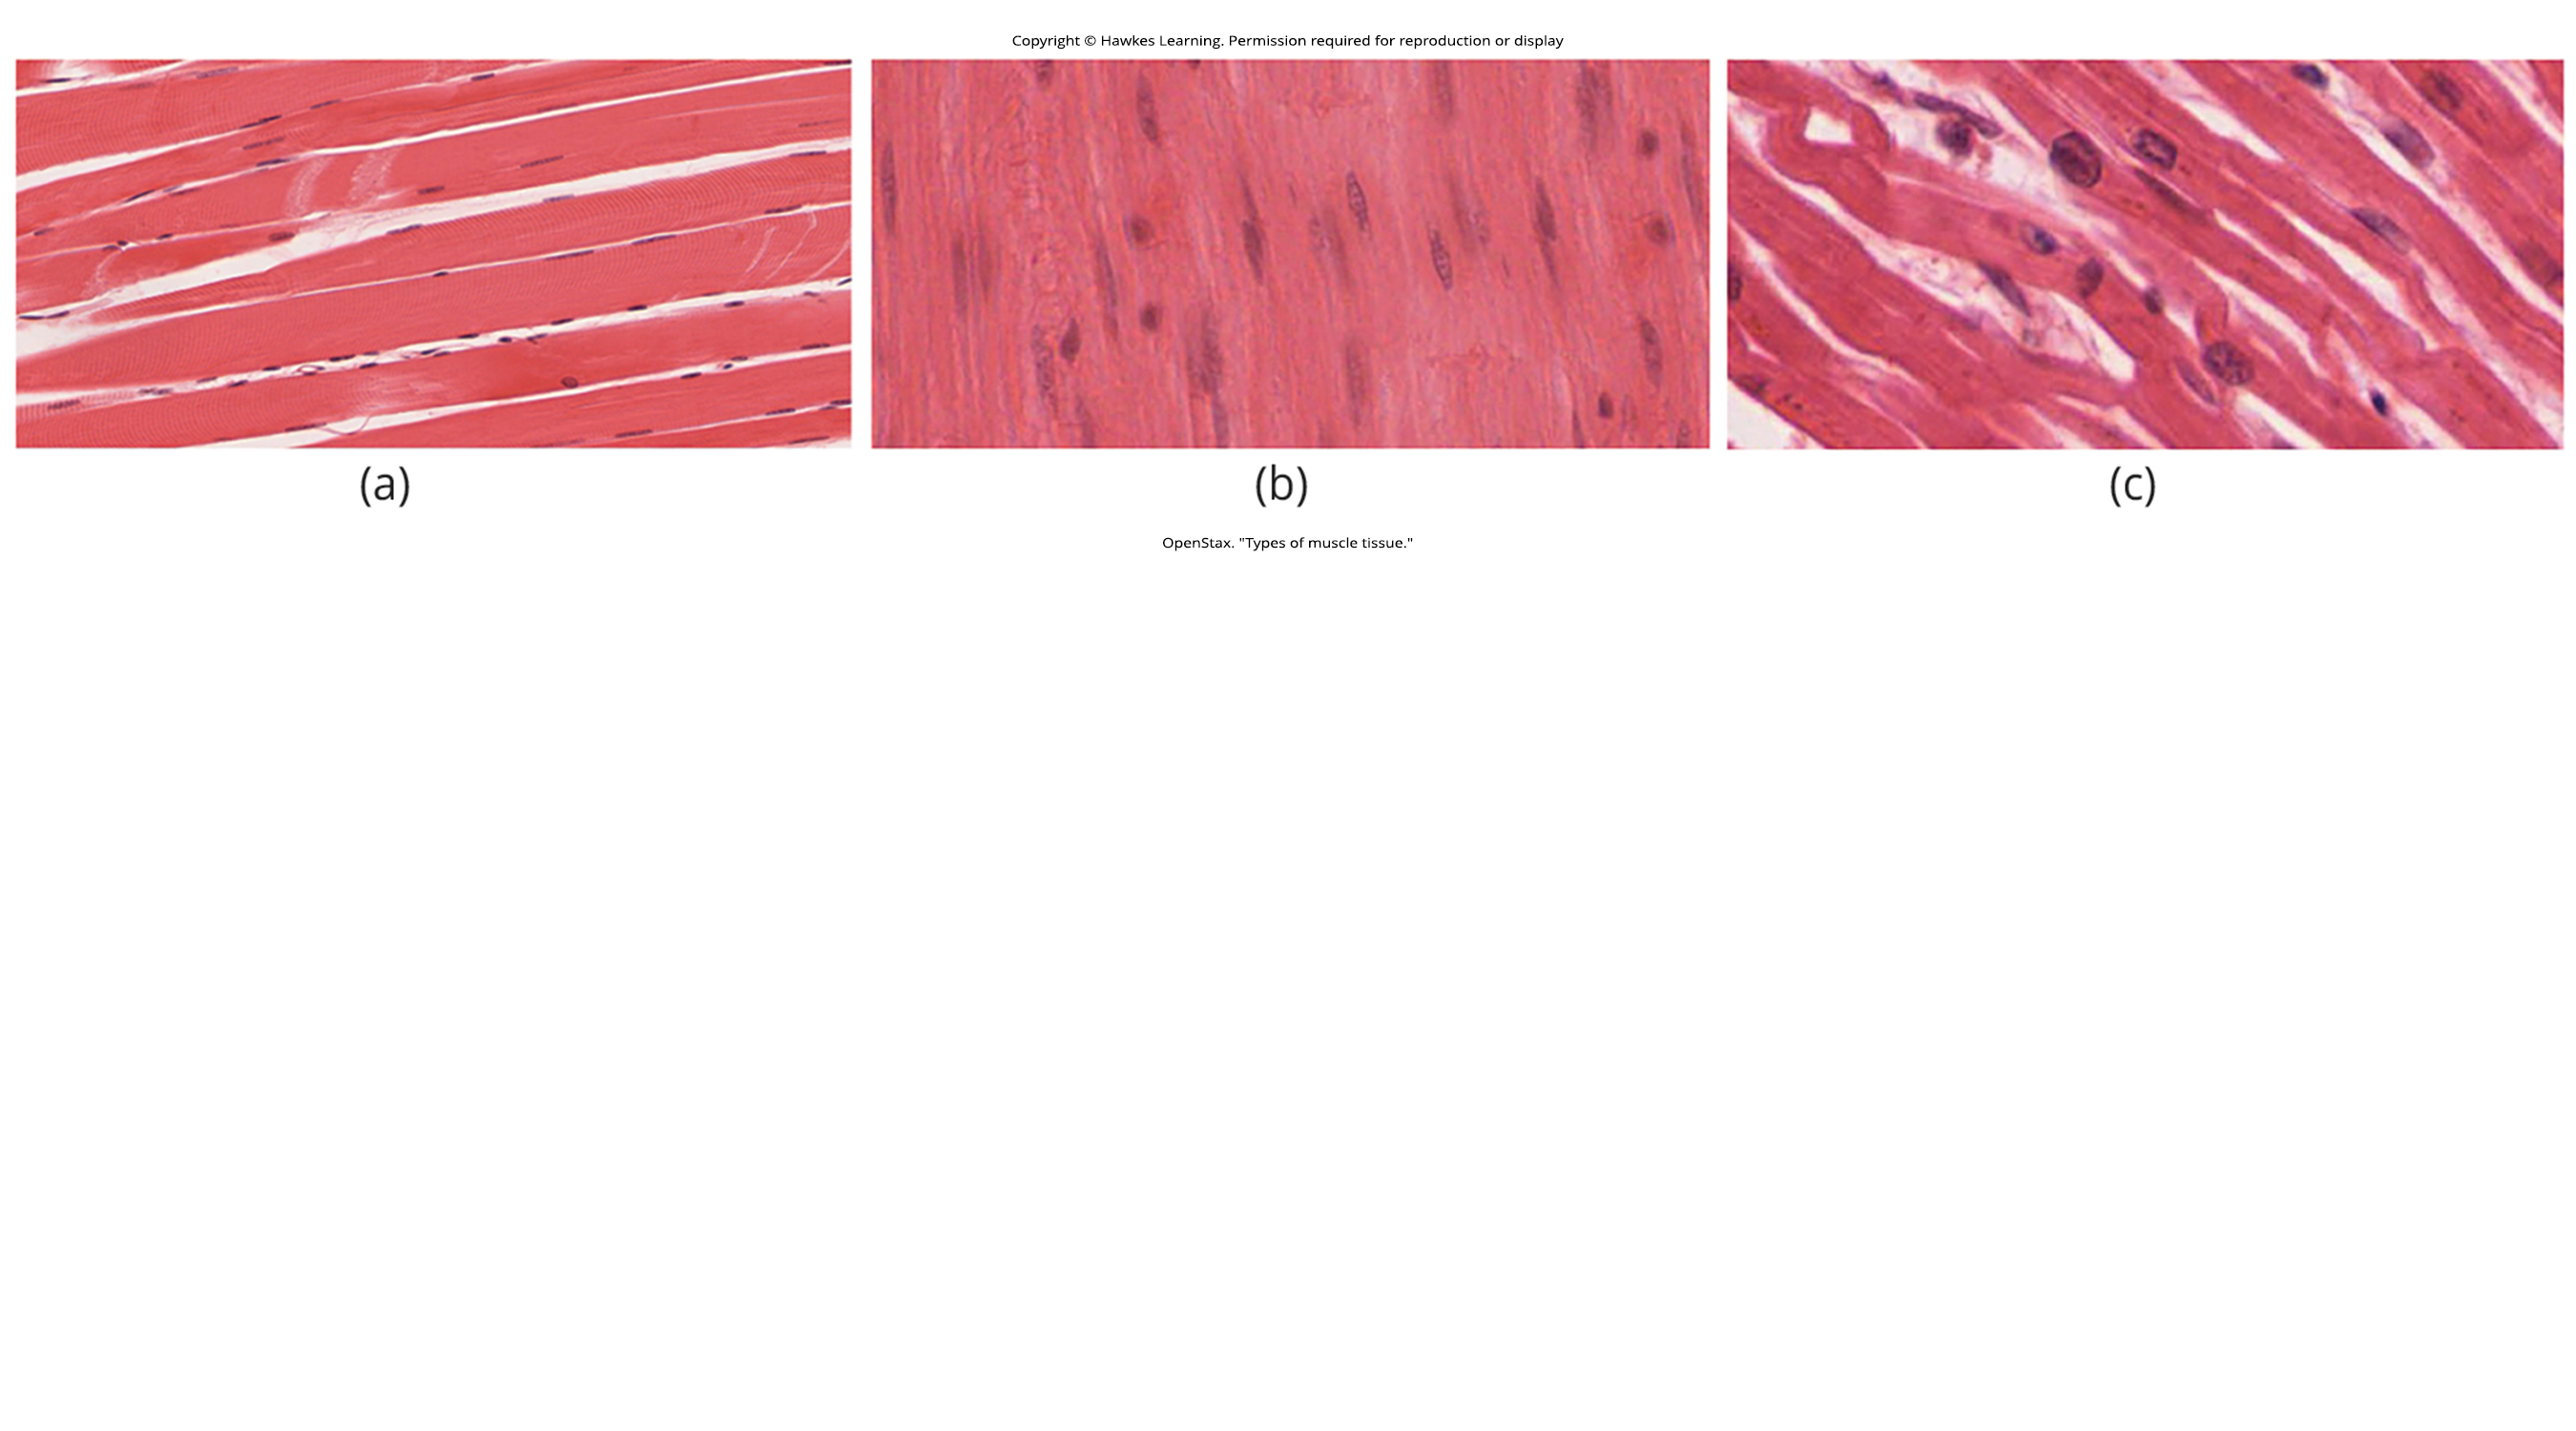 Copyright © Hawkes Learning. Permission required for reproduction or display
(a)
(b)
(c)
OpenStax. "Types of muscle tissue."